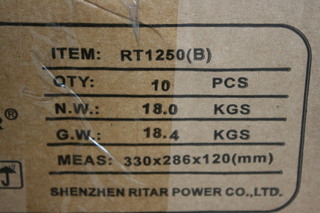 ITEM: RT1250(B)
QTY: 10 PCS
N.W.: 18.0 KGS
R® G.W.: 18.4 KGS
MEAS: 330x286x120(mm)
SHENZHEN RITAR POWER CO.,LTD.